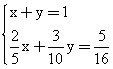 x + y = 1
2/5 x + 3/10 y = 5/16